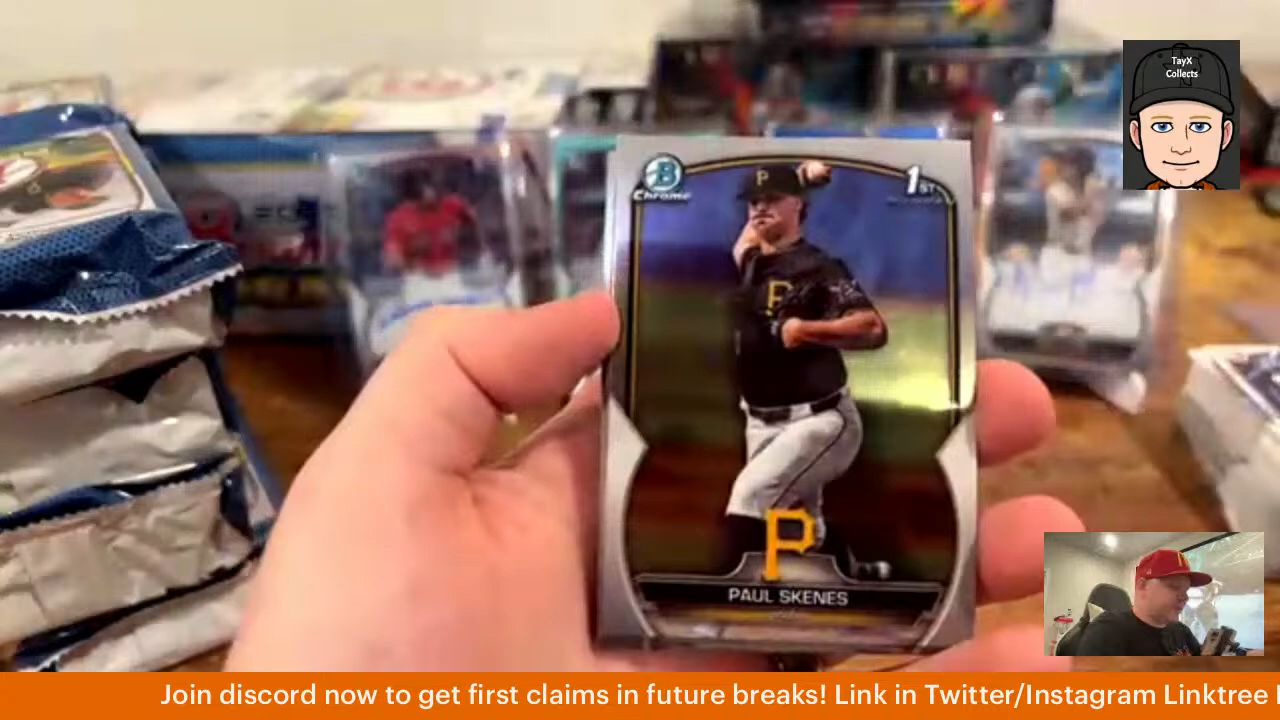 TayX
Collects
B
Chrome
1ST
P
P
P
PAUL SKENES
Join discord now to get first claims in future breaks! Link in Twitter/Instagram Linktree